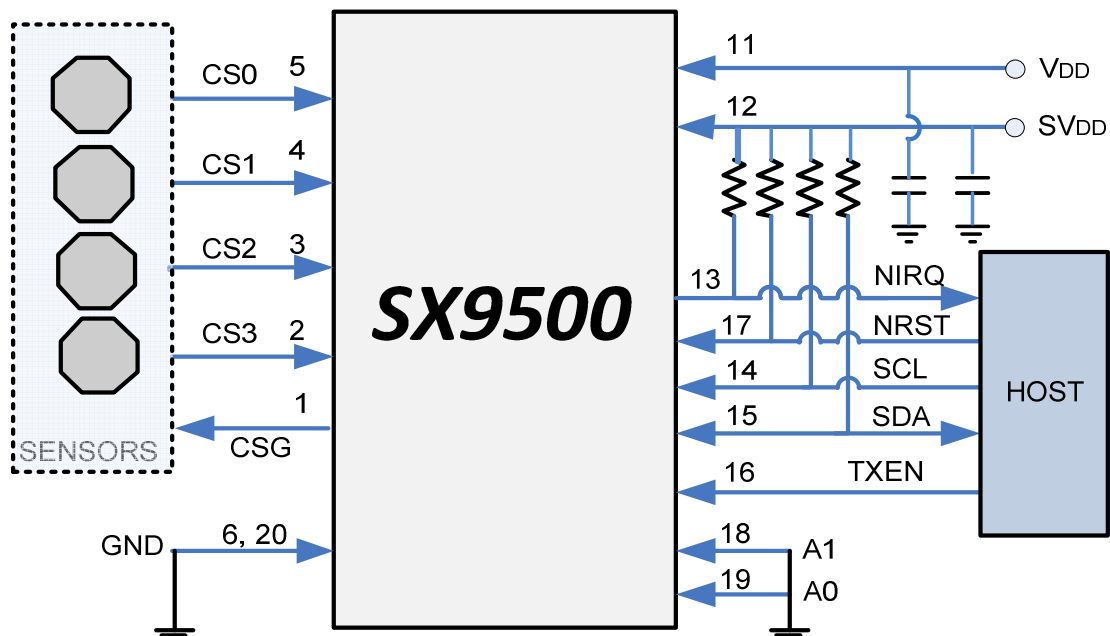 CS0 5
CS1 4
CS2 3
CS3 2
1
CSG
SENSORS
GND 6, 20
SX9500
11 VDD
12 SVDD
13 NIRQ
17 NRST
14 SCL
15 SDA
16 TXEN
HOST
18 A1
19 A0